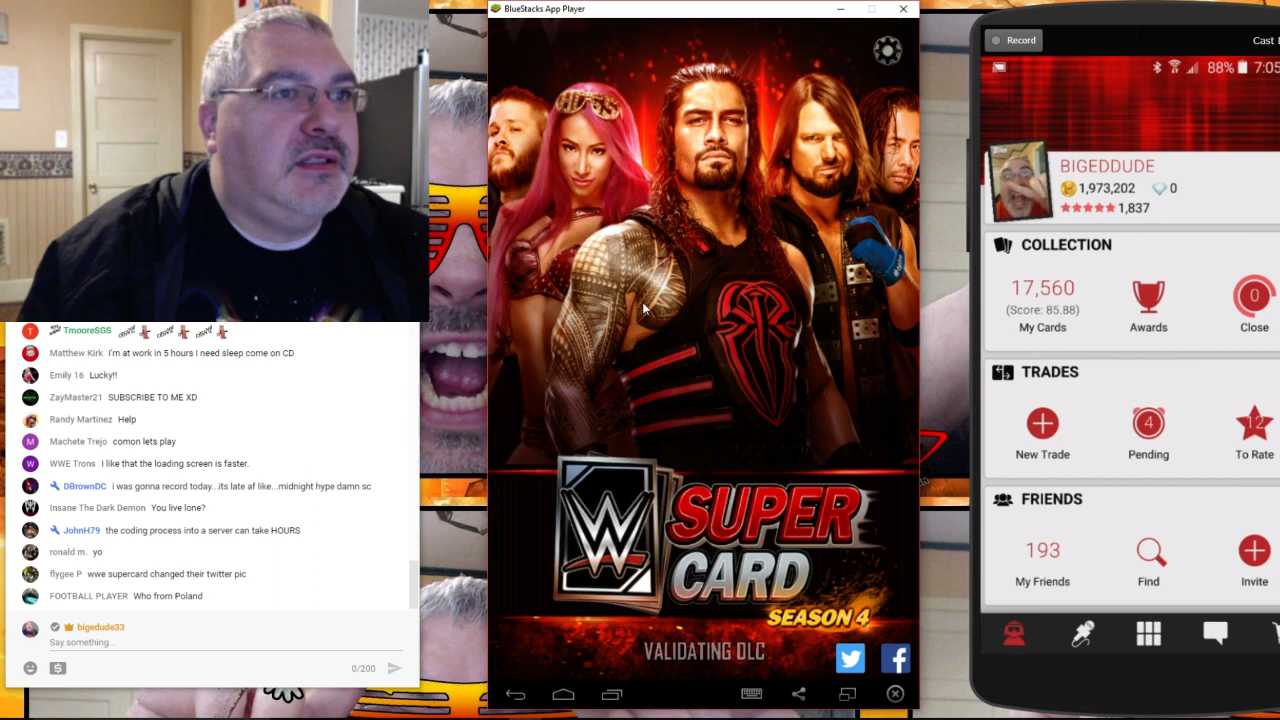 BlueStacks App Player
TmooreSGS
Matthew Kirk I'm at work in 5 hours I need sleep come on CD
Emily 16 Lucky!!
ZayMaster21 SUBSCRIBE TO ME XD
Randy Martinez Help
M Machete Trejo comon lets play
W WWE Trons I like that the loading screen is faster.
DBrownDC i was gonna record today...its late af like...midnight hype damn sc
Insane The Dark Demon You live lone?
JohnH79 the coding process into a server can take HOURS
ronald m. yo
flygee P wwe supercard changed their twitter pic
FOOTBALL PLAYER Who from Poland
bigedude33
Say something...
0/200
W
SUPER
CARD
SEASON 4
VALIDATING DLC
Record
88%
BIGEDDUDE
1,973,202 0
1,837
COLLECTION
17,560
(Score: 85.88)
0
My Cards Awards Close
TRADES
4 12
New Trade Pending To Rate
FRIENDS
193
My Friends Find Invite